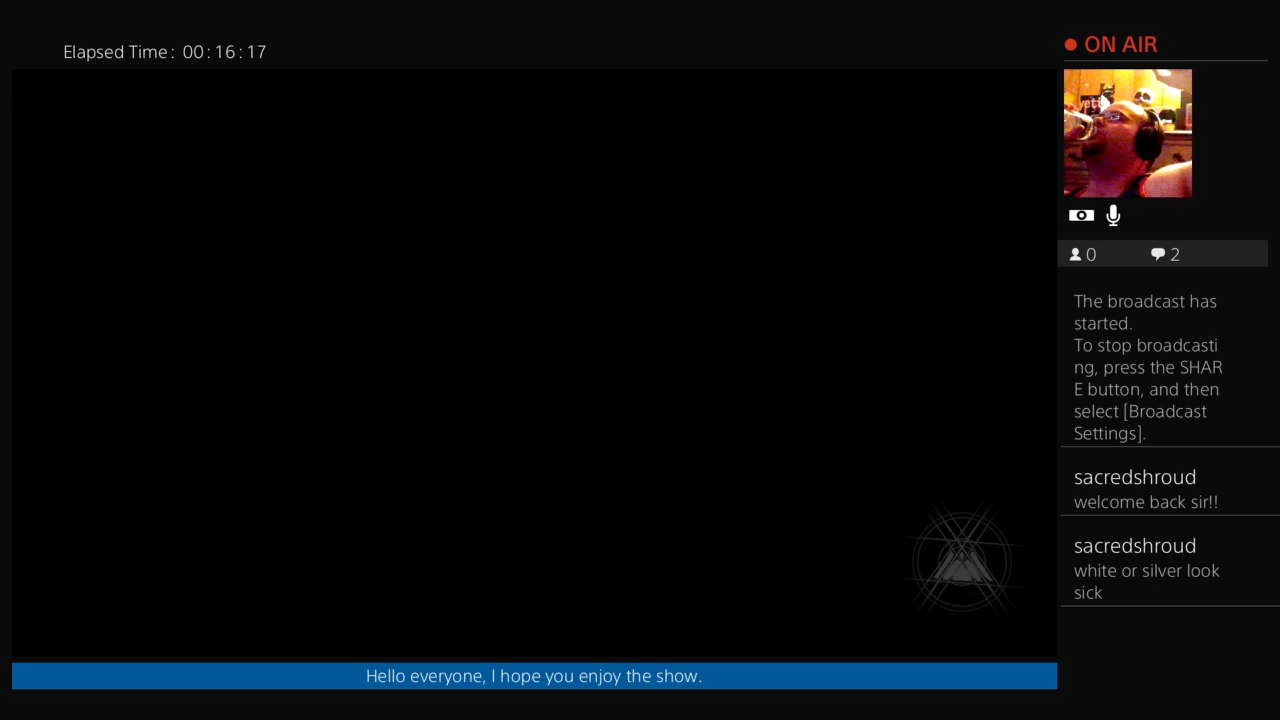 Elapsed Time: 00:16:17
ON AIR
yeti
0
2
The broadcast has
started.
To stop broadcasti
ng, press the SHAR
E button, and then
select [Broadcast
Settings].
sacredshroud
welcome back sir!!
sacredshroud
white or silver look
sick
Hello everyone, I hope you enjoy the show.